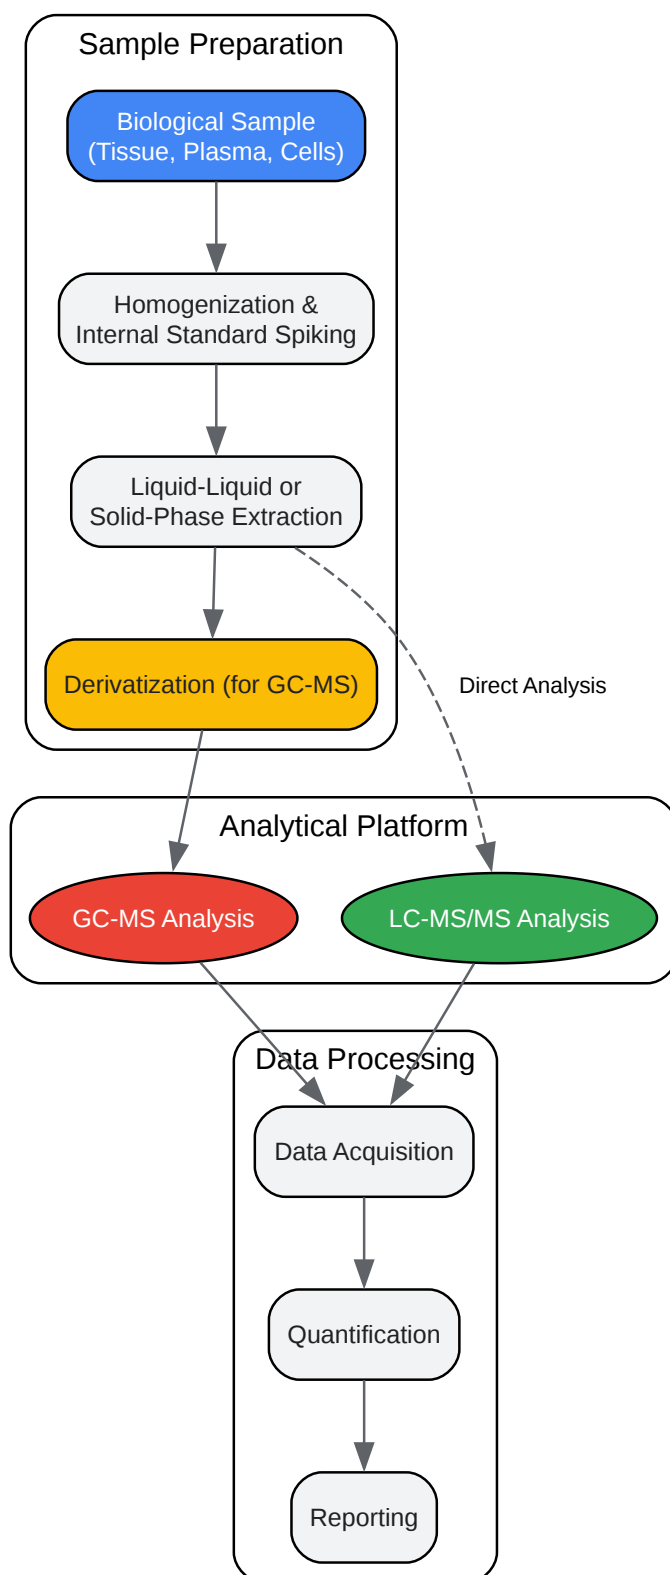 Sample Preparation
Biological Sample
(Tissue, Plasma, Cells)
Homogenization &
Internal Standard Spiking
Liquid-Liquid or
Solid-Phase Extraction
Derivatization (for GC-MS)
Direct Analysis
Analytical Platform
GC-MS Analysis
LC-MS/MS Analysis
Data Processing
Data Acquisition
Quantification
Reporting